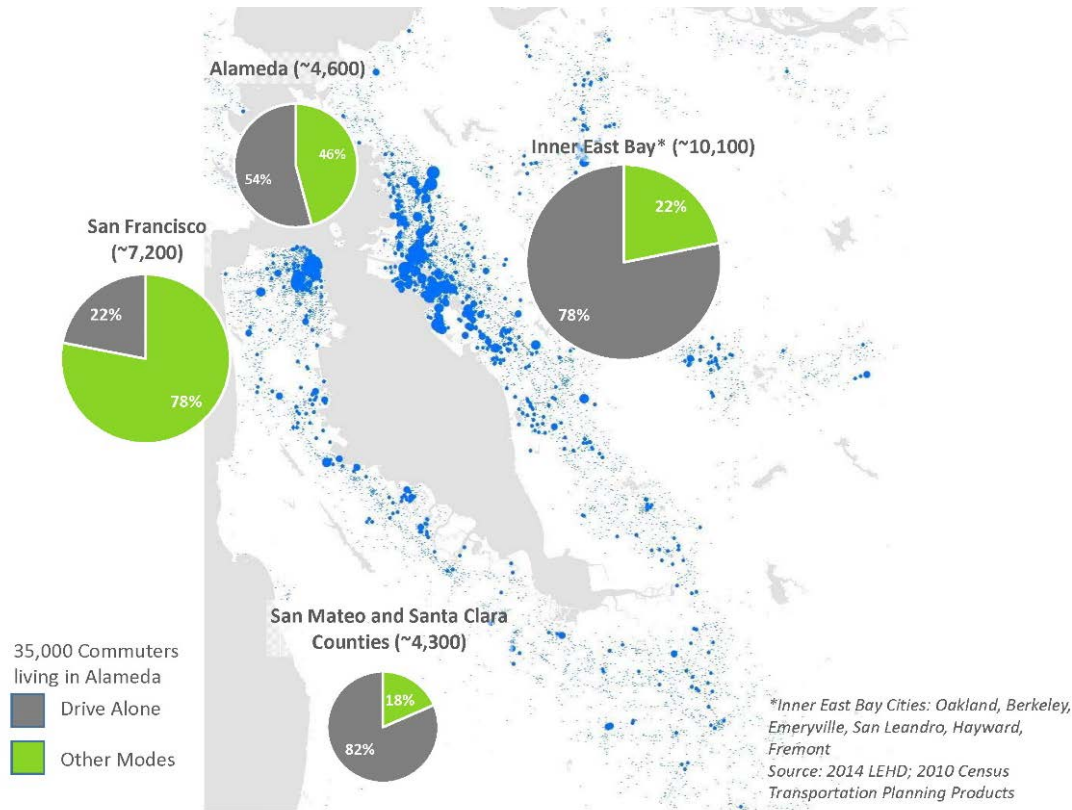 Alameda (~4,600)
46%
54%
Inner East Bay* (~10,100)
22%
78%
San Francisco
(~7,200)
22%
78%
San Mateo and Santa Clara
Counties (~4,300)
18%
82%
35,000 Commuters
living in Alameda
Drive Alone
Other Modes
*Inner East Bay Cities: Oakland, Berkeley,
Emeryville, San Leandro, Hayward,
Fremont
Source: 2014 LEHD; 2010 Census
Transportation Planning Products